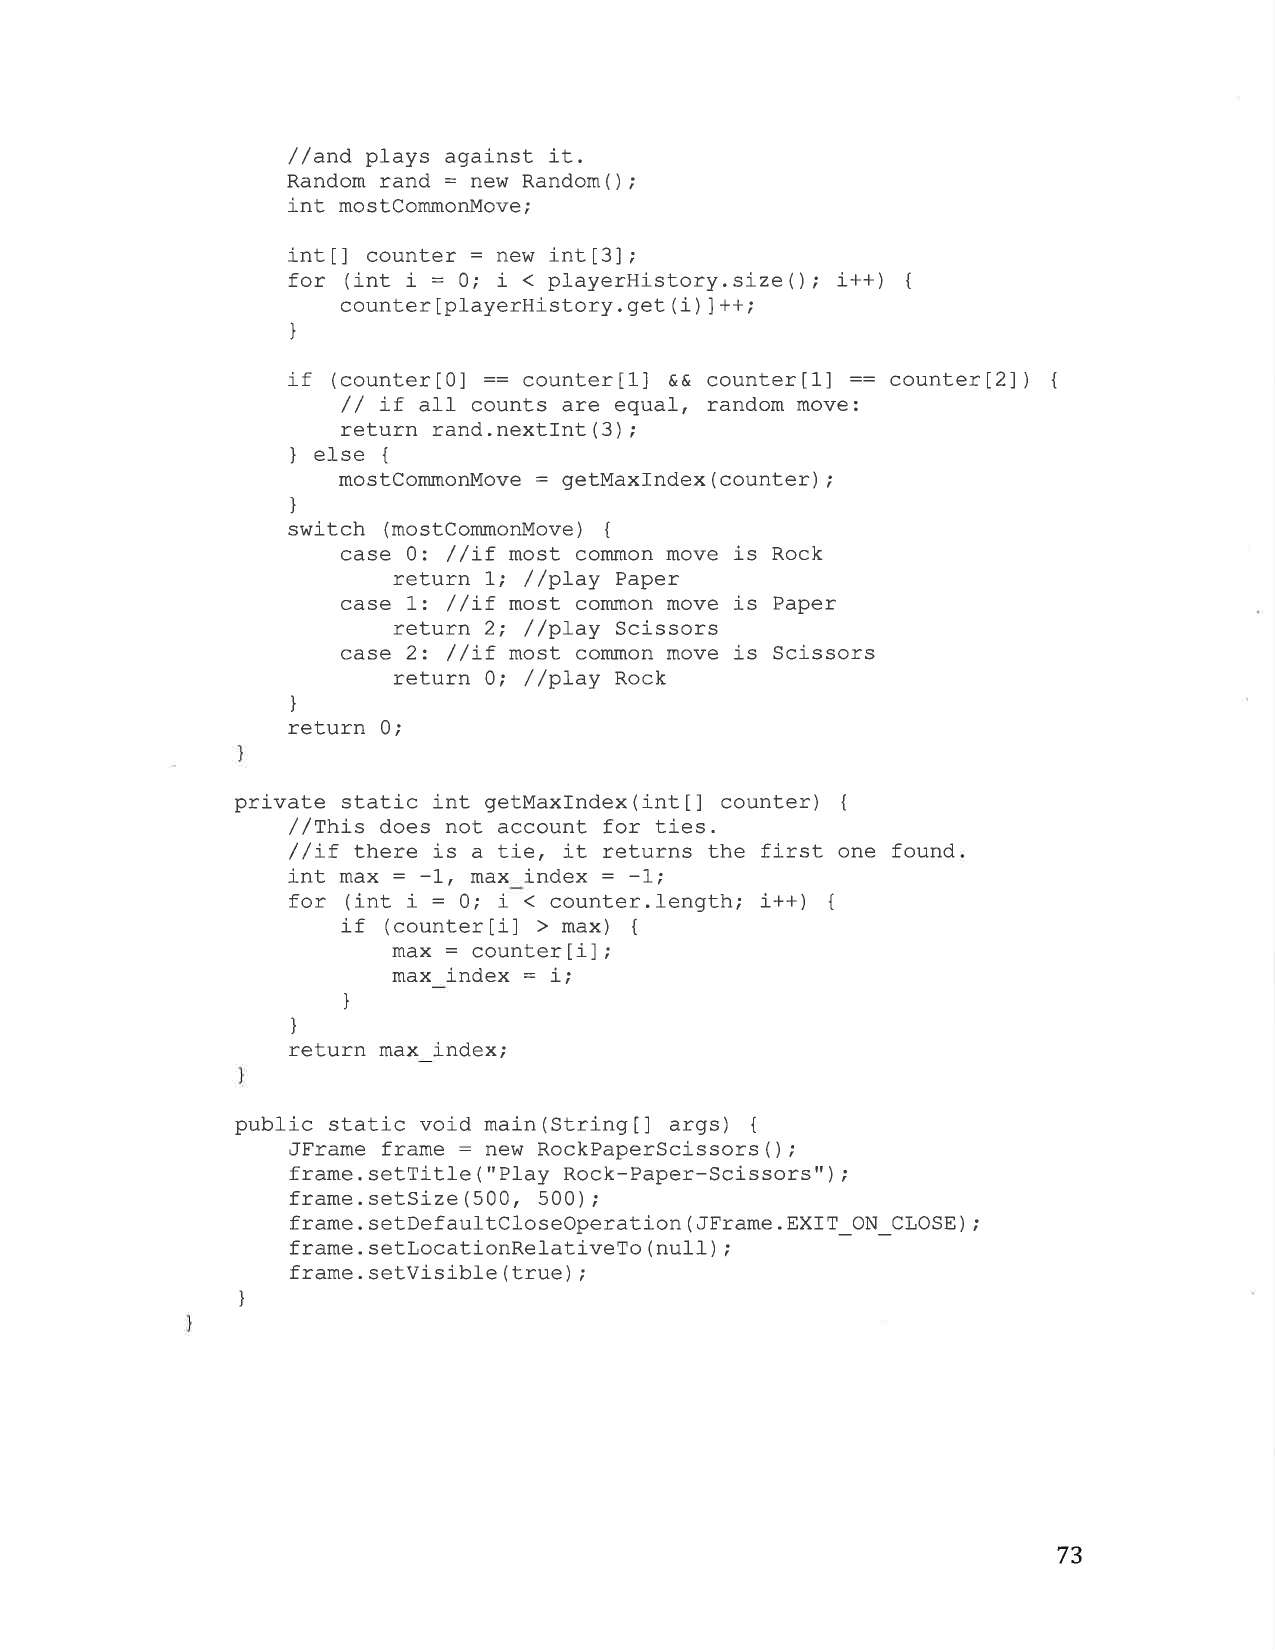 //and plays against it.
Random rand = new Random();
int mostCommonMove;
int[] counter = new int[3];
for (int i = 0; i < playerHistory.size(); i++) {
counter[playerHistory.get(i)]++;
}
if (counter[0] == counter[1] && counter[1] == counter[2]) {
// if all counts are equal, random move:
return rand.nextInt(3);
} else {
mostCommonMove = getMaxIndex(counter);
}
switch (mostCommonMove) {
case 0: //if most common move is Rock
return 1; //play Paper
case 1: //if most common move is Paper
return 2; //play Scissors
case 2: //if most common move is Scissors
return 0; //play Rock
}
return 0;
}
private static int getMaxIndex(int[] counter) {
//This does not account for ties.
//if there is a tie, it returns the first one found.
int max = -1, max_index = -1;
for (int i = 0; i < counter.length; i++) {
if (counter[i] > max) {
max = counter[i];
max_index = i;
}
}
return max_index;
}
public static void main(String[] args) {
JFrame frame = new RockPaperScissors();
frame.setTitle("Play Rock-Paper-Scissors");
frame.setSize(500, 500);
frame.setDefaultCloseOperation(JFrame.EXIT_ON_CLOSE);
frame.setLocationRelativeTo(null);
frame.setVisible(true);
}
}
73